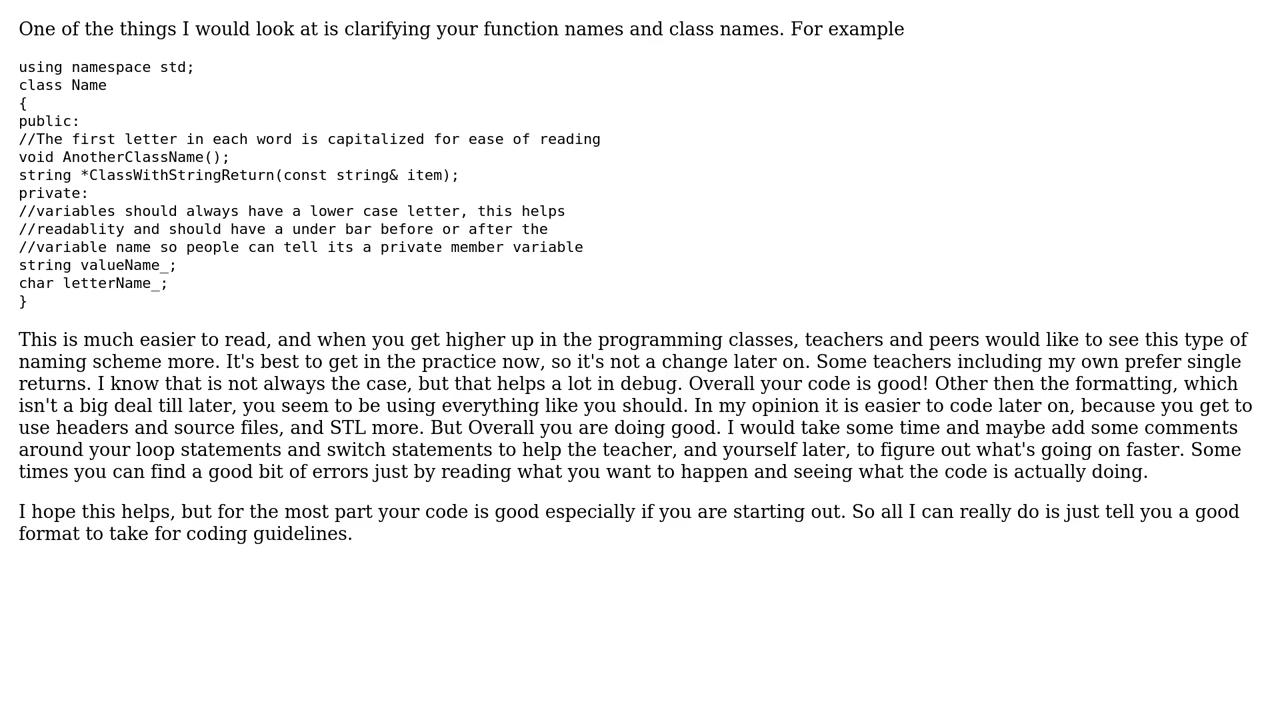 One of the things I would look at is clarifying your function names and class names. For example
using namespace std;
class Name
{
public:
//The first letter in each word is capitalized for ease of reading
void AnotherClassName();
string *ClassWithStringReturn(const string& item);
private:
//variables should always have a lower case letter, this helps
//readablity and should have a under bar before or after the
//variable name so people can tell its a private member variable
string valueName_;
char letterName_;
}
This is much easier to read, and when you get higher up in the programming classes, teachers and peers would like to see this type of
naming scheme more. It's best to get in the practice now, so it's not a change later on. Some teachers including my own prefer single
returns. I know that is not always the case, but that helps a lot in debug. Overall your code is good! Other then the formatting, which
isn't a big deal till later, you seem to be using everything like you should. In my opinion it is easier to code later on, because you get to
use headers and source files, and STL more. But Overall you are doing good. I would take some time and maybe add some comments
around your loop statements and switch statements to help the teacher, and yourself later, to figure out what's going on faster. Some
times you can find a good bit of errors just by reading what you want to happen and seeing what the code is actually doing.
I hope this helps, but for the most part your code is good especially if you are starting out. So all I can really do is just tell you a good
format to take for coding guidelines.